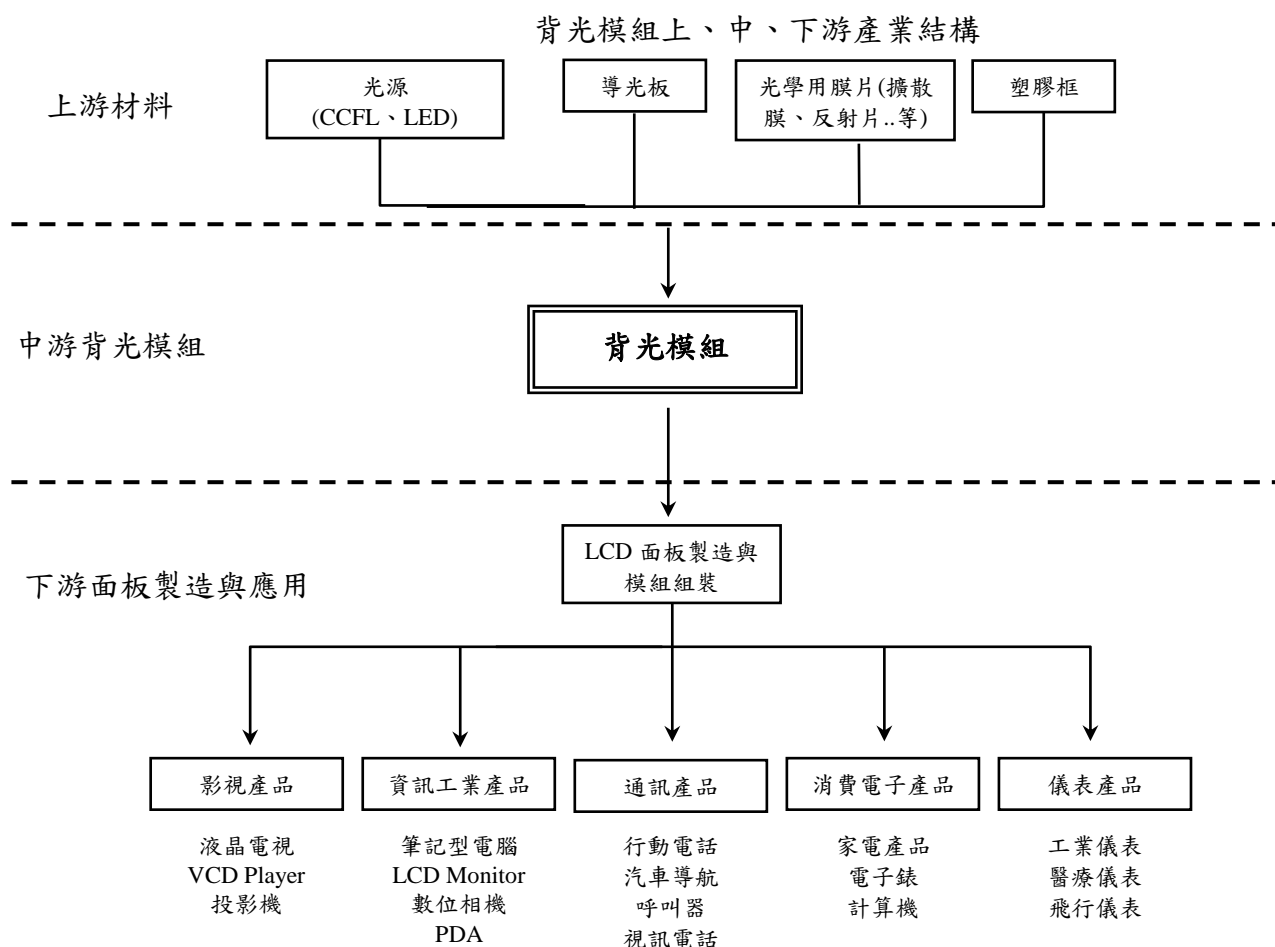 背光模組上、中、下游產業結構
上游材料
光源
(CCFL、LED)
導光板
光學用膜片(擴散
膜、反射片..等)
塑膠框
中游背光模組
背光模組
下游面板製造與應用
LCD 面板製造與
模組組裝
影視產品
資訊工業產品
通訊產品
消費電子產品
儀表產品
液晶電視
VCD Player
投影機
筆記型電腦
LCD Monitor
數位相機
PDA
行動電話
汽車導航
呼叫器
視訊電話
家電產品
電子錶
計算機
工業儀表
醫療儀表
飛行儀表